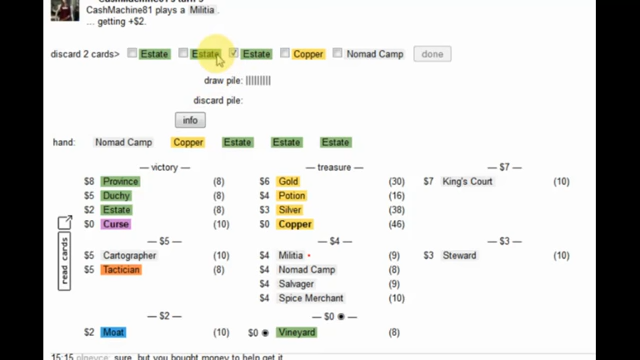 CashMachine81 plays a Militia.
... getting +$2.
discard 2 cards> Estate Estate Estate Copper Nomad Camp done
draw pile: |||||||||
discard pile:
info
hand: Nomad Camp Copper Estate Estate Estate
— victory — — treasure — — $7 —
$8 Province (8) $6 Gold (30) $7 King's Court (10)
$5 Duchy (8) $4 Potion (16)
$2 Estate (8) $3 Silver (38)
$0 Curse (10) $0 Copper (46)
read cards
— $5 — — $4 — — $3 —
$5 Cartographer (10) $4 Militia (9) $3 Steward (10)
$5 Tactician (8) $4 Nomad Camp (8)
$4 Salvager (9)
$4 Spice Merchant (10)
— $2 — — $0 ◉ —
$2 Moat (10) $0 ◉ Vineyard (8)
15:15 olneyce: sure, but you bought money to help get it